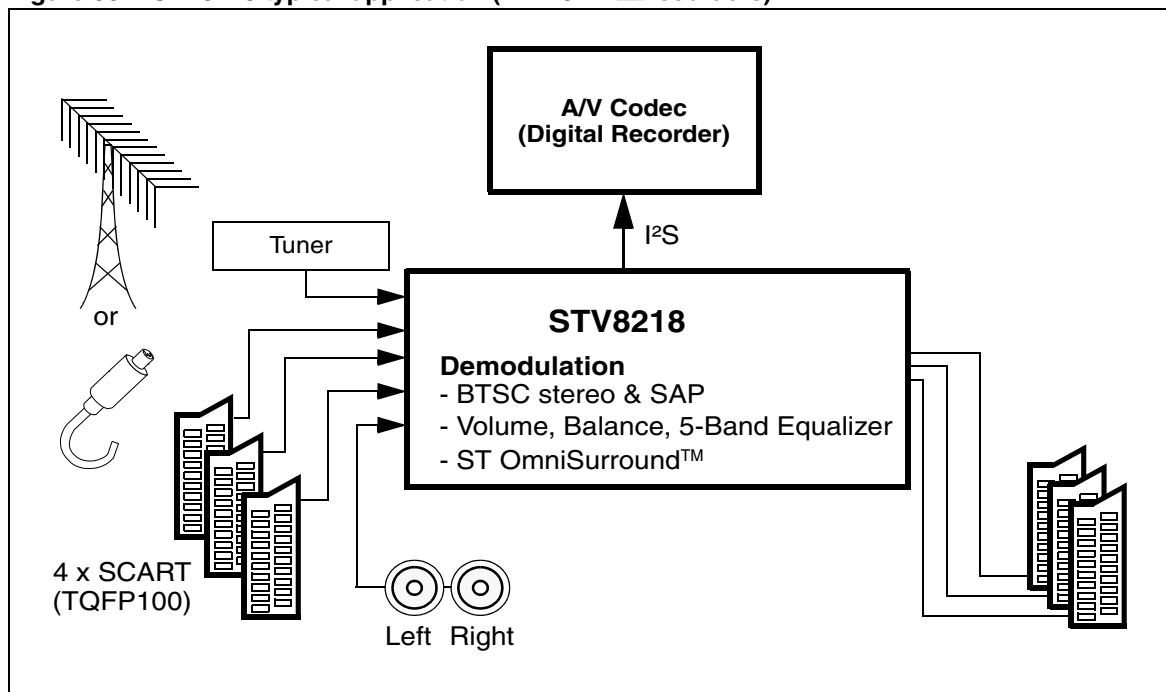 A/V Codec
(Digital Recorder)
Tuner
I²S
or
STV8218
Demodulation
- BTSC stereo & SAP
- Volume, Balance, 5-Band Equalizer
- ST OmniSurround™
4 x SCART
(TQFP100)
Left Right